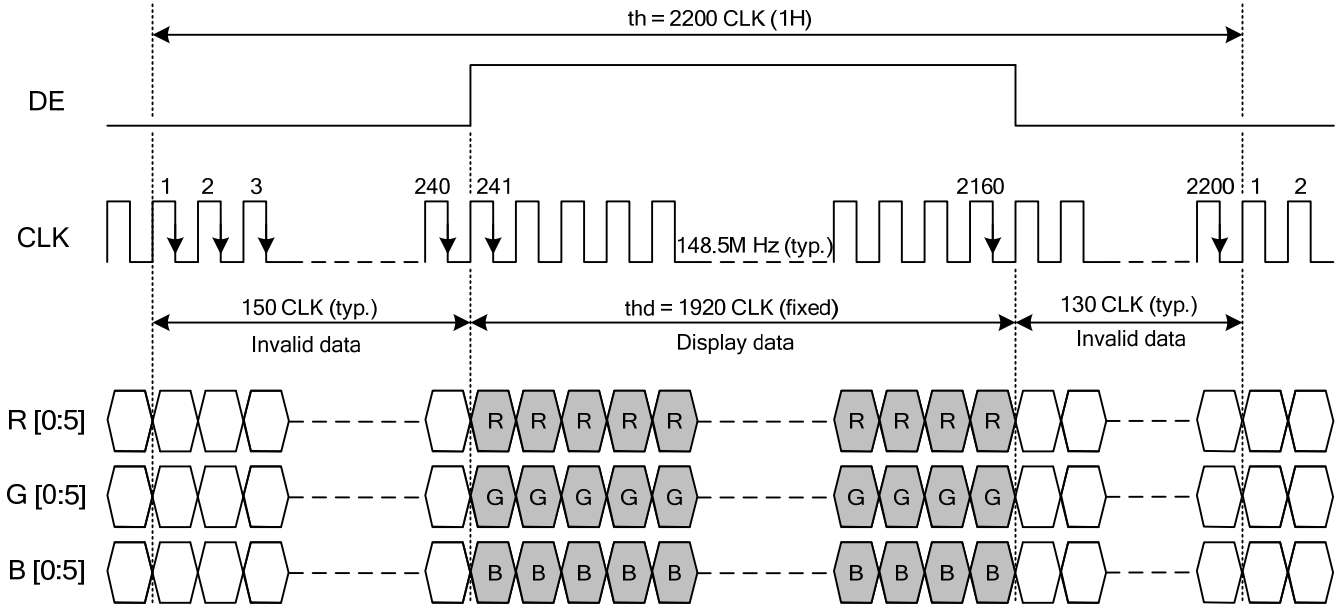 th = 2200 CLK (1H)
DE
1 2 3 240 241 2160 2200 1 2
CLK
148.5M Hz (typ.)
150 CLK (typ.) thd = 1920 CLK (fixed) 130 CLK (typ.)
Invalid data Display data Invalid data
R [0:5] R R R R R R R R R
G [0:5] G G G G G G G G G
B [0:5] B B B B B B B B B